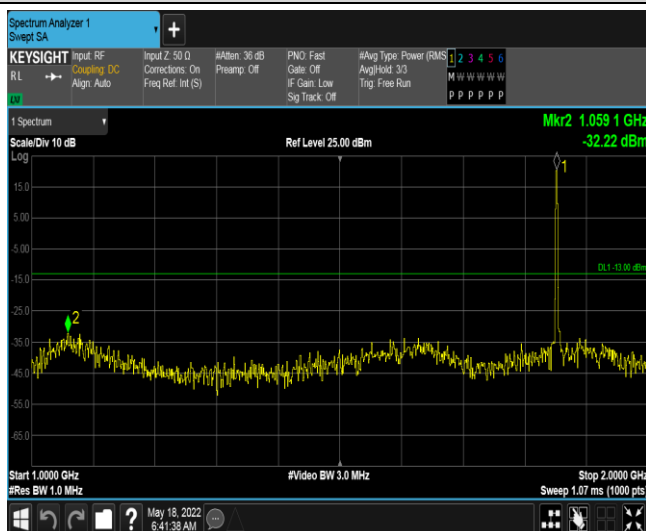 Spectrum Analyzer 1
Swept SA
+
KEYSIGHT
RL
Input: RF
Coupling: DC
Align: Auto
Input Z: 50 Ω
Corrections: On
Freq Ref: Int (S)
#Atten: 36 dB
Preamp: Off
PNO: Fast
Gate: Off
IF Gain: Low
Sig Track: Off
#Avg Type: Power (RMS
Avg|Hold: 3/3
Trig: Free Run
1 2 3 4 5 6
M W W W W W
P P P P P P
1 Spectrum
Scale/Div 10 dB
Ref Level 25.00 dBm
Mkr2 1.059 1 GHz
-32.22 dBm
Log
15.0
5.00
-5.00
-15.0
-25.0
-35.0
-45.0
-55.0
-65.0
1
2
DL1 -13.00 dBm
Start 1.0000 GHz
#Res BW 1.0 MHz
#Video BW 3.0 MHz
Stop 2.0000 GHz
Sweep 1.07 ms (1000 pts)
?
May 18, 2022
6:41:38 AM